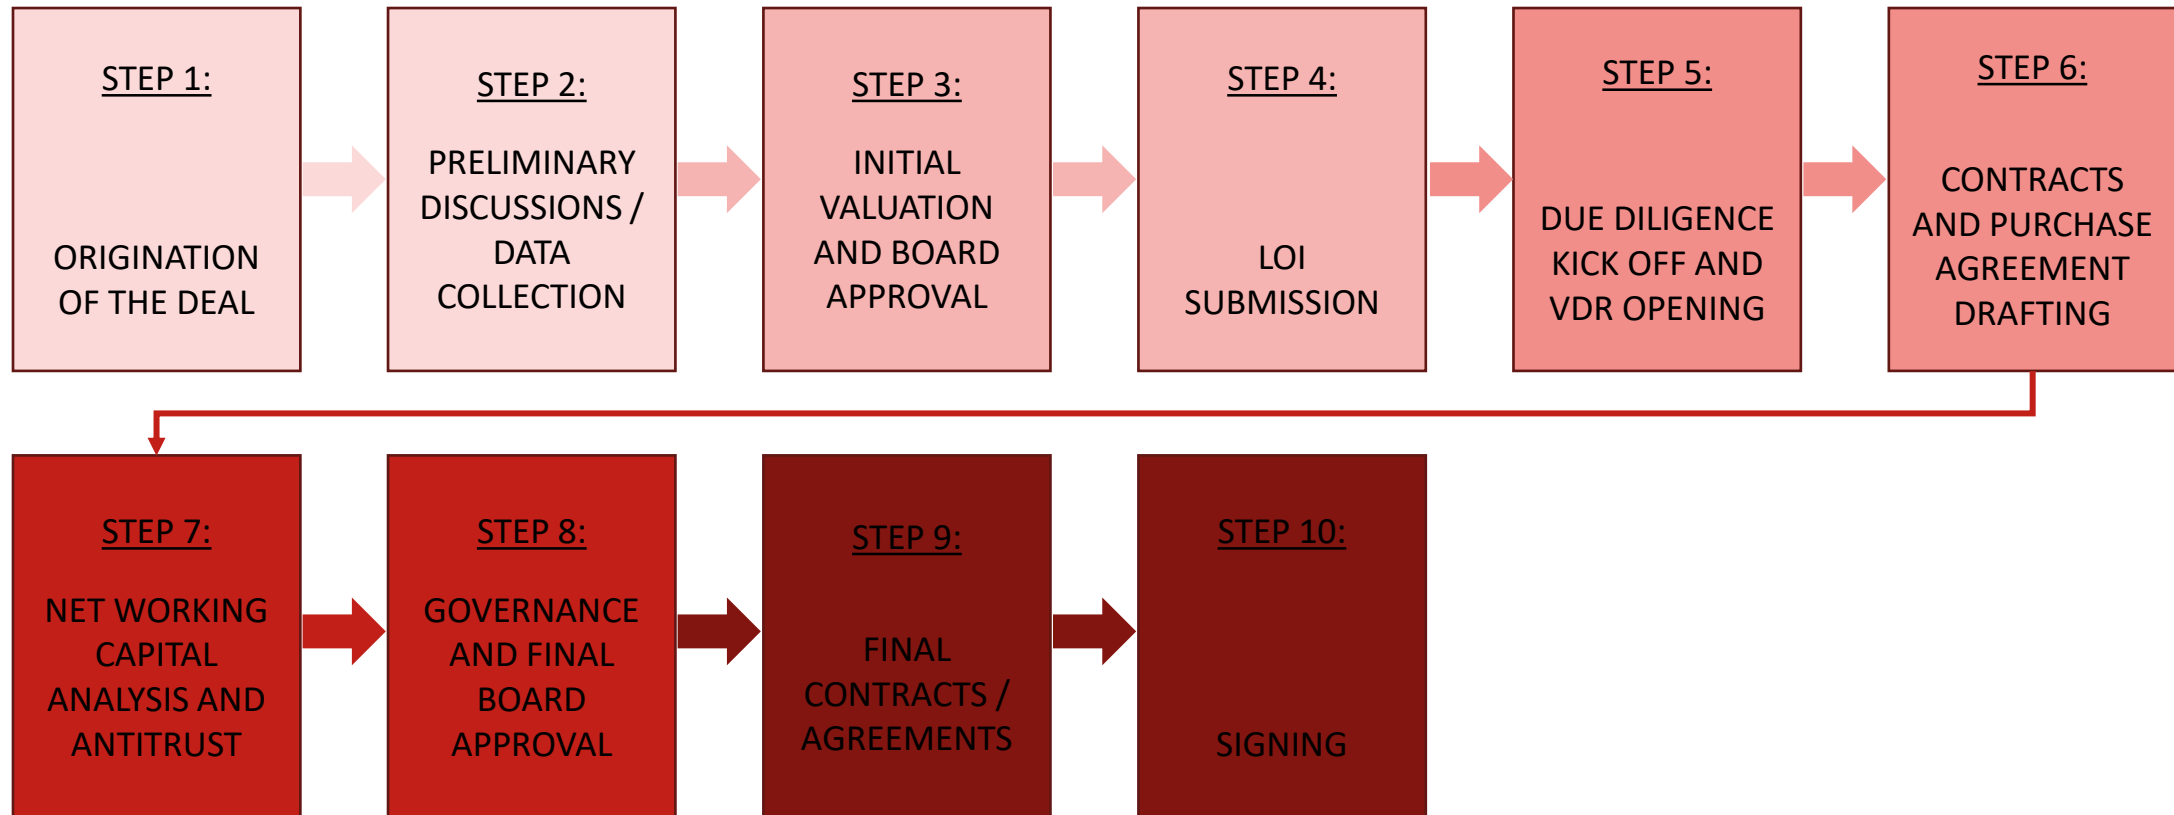 STEP 1:
ORIGINATION
OF THE DEAL
STEP 2:
PRELIMINARY
DISCUSSIONS /
DATA
COLLECTION
STEP 3:
INITIAL
VALUATION
AND BOARD
APPROVAL
STEP 4:
LOI
SUBMISSION
STEP 5:
DUE DILIGENCE
KICK OFF AND
VDR OPENING
STEP 6:
CONTRACTS
AND PURCHASE
AGREEMENT
DRAFTING
STEP 7:
NET WORKING
CAPITAL
ANALYSIS AND
ANTITRUST
STEP 8:
GOVERNANCE
AND FINAL
BOARD
APPROVAL
STEP 9:
FINAL
CONTRACTS /
AGREEMENTS
STEP 10:
SIGNING